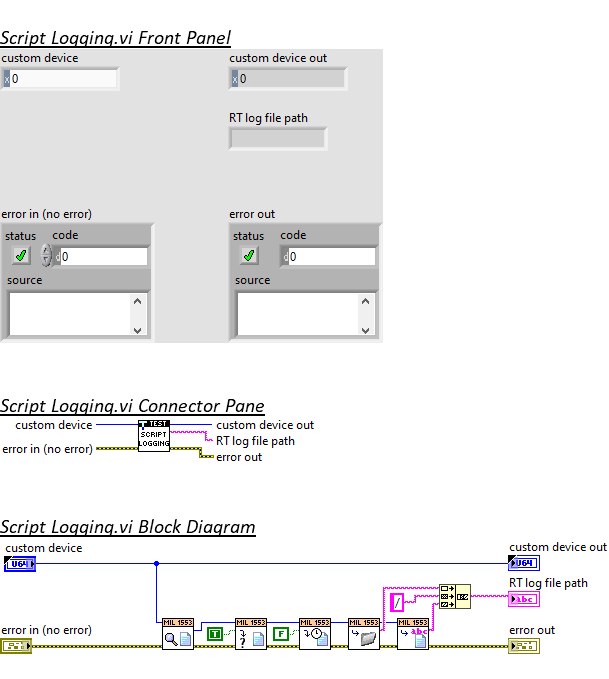 Script Logging.vi Front Panel
custom device
custom device out
x 0
x 0
RT log file path
error in (no error)
error out
status code
status code
d 0
d 0
source
source
Script Logging.vi Connector Pane
custom device
custom device out
TEST
SCRIPT
LOGGING
RT log file path
error in (no error)
error out
Script Logging.vi Block Diagram
custom device
custom device out
U64
U64
RT log file path
/
abc
error in (no error)
error out
MIL 1553
MIL 1553
MIL 1553
MIL 1553
MIL 1553
T
?
F
abc